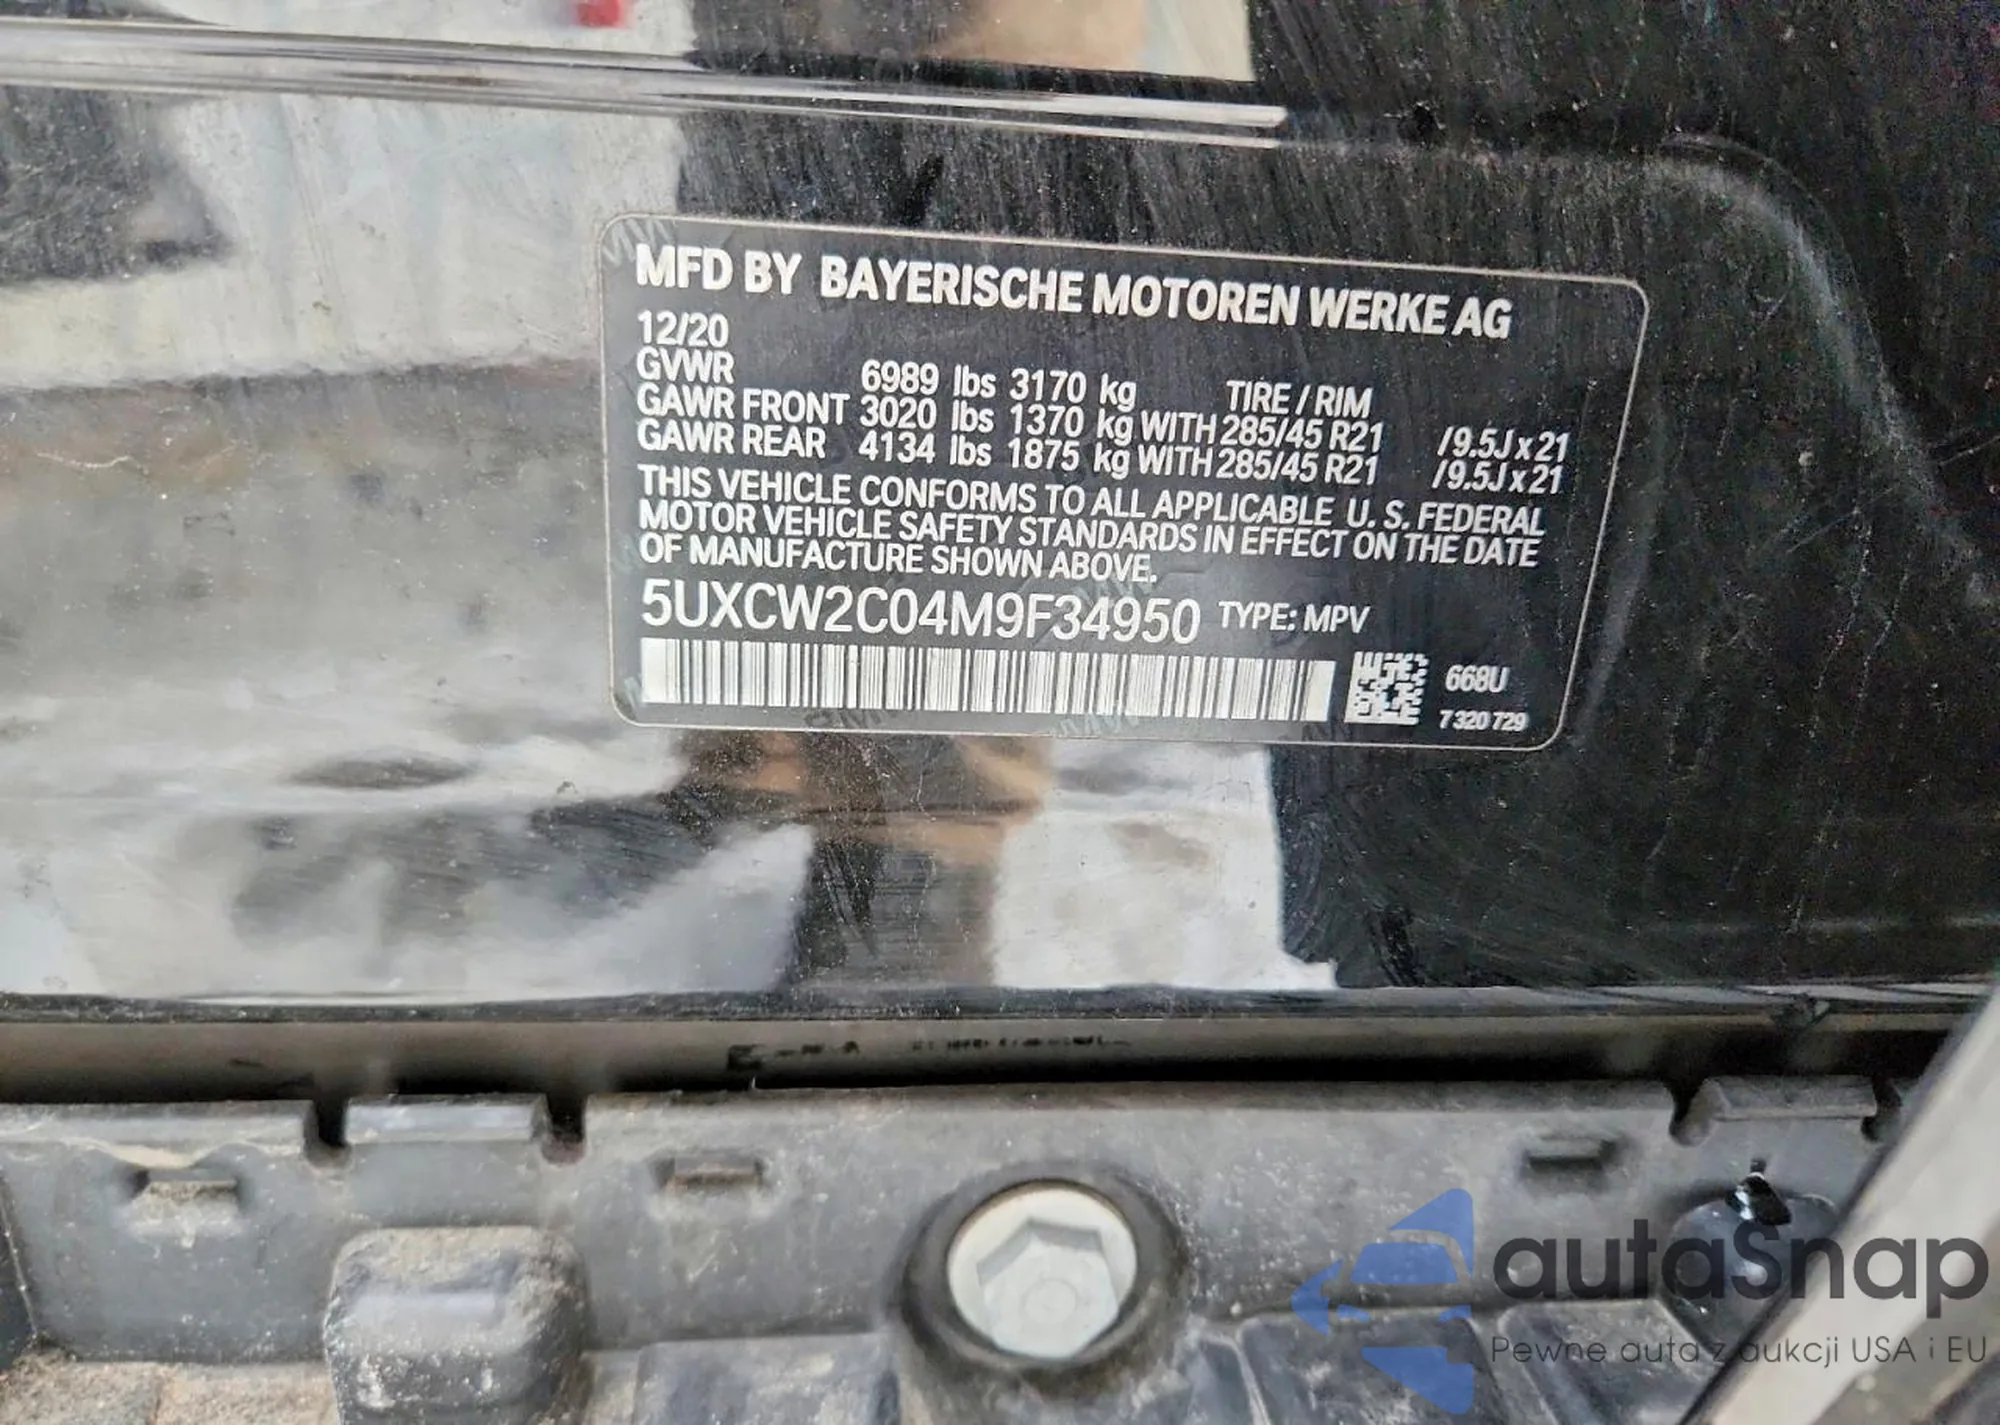 MFD BY BAYERISCHE MOTOREN WERKE AG
12/20
GVWR 6989 lbs 3170 kg TIRE / RIM
GAWR FRONT 3020 lbs 1370 kg WITH 285/45 R21 /9.5J x 21
GAWR REAR 4134 lbs 1875 kg WITH 285/45 R21 /9.5J x 21
THIS VEHICLE CONFORMS TO ALL APPLICABLE U. S. FEDERAL
MOTOR VEHICLE SAFETY STANDARDS IN EFFECT ON THE DATE
OF MANUFACTURE SHOWN ABOVE.
5UXCW2C04M9F34950 TYPE: MPV
668U
7 320 729
autaSnap
Pewne auta z aukcji USA i EU